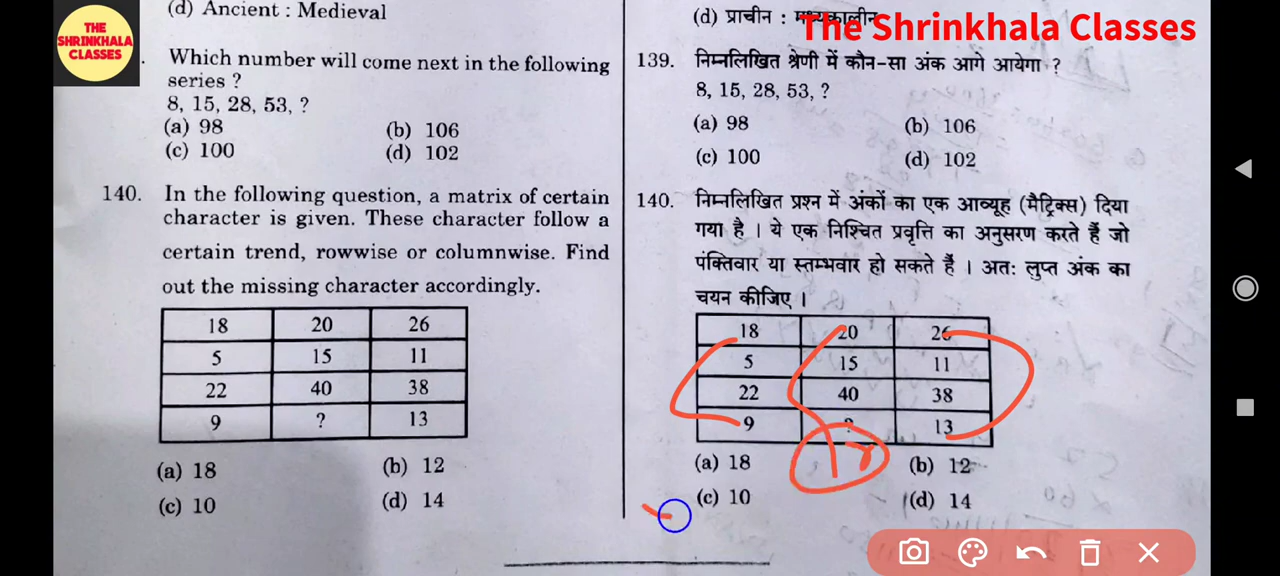 THE
SHRINKHALA
CLASSES
The Shrinkhala Classes
(d) Ancient : Medieval
Which number will come next in the following
series ?
8, 15, 28, 53, ?
(a) 98
(b) 106
(c) 100
(d) 102
140. In the following question, a matrix of certain
character is given. These character follow a
certain trend, rowwise or columnwise. Find
out the missing character accordingly.
18 20 26
5 15 11
22 40 38
9 ? 13
(a) 18
(b) 12
(c) 10
(d) 14
(d) प्राचीन : मध्यकालीन
139. निम्नलिखित श्रेणी में कौन-सा अंक आगे आयेगा ?
8, 15, 28, 53, ?
(a) 98
(b) 106
(c) 100
(d) 102
140. निम्नलिखित प्रश्न में अंकों का एक आव्यूह (मैट्रिक्स) दिया
गया है । ये एक निश्चित प्रवृत्ति का अनुसरण करते हैं जो
पंक्तिवार या स्तम्भवार हो सकते हैं । अतः लुप्त अंक का
चयन कीजिए ।
18 20 26
5 15 11
22 40 38
9 ? 13
(a) 18
(b) 12
(c) 10
(d) 14